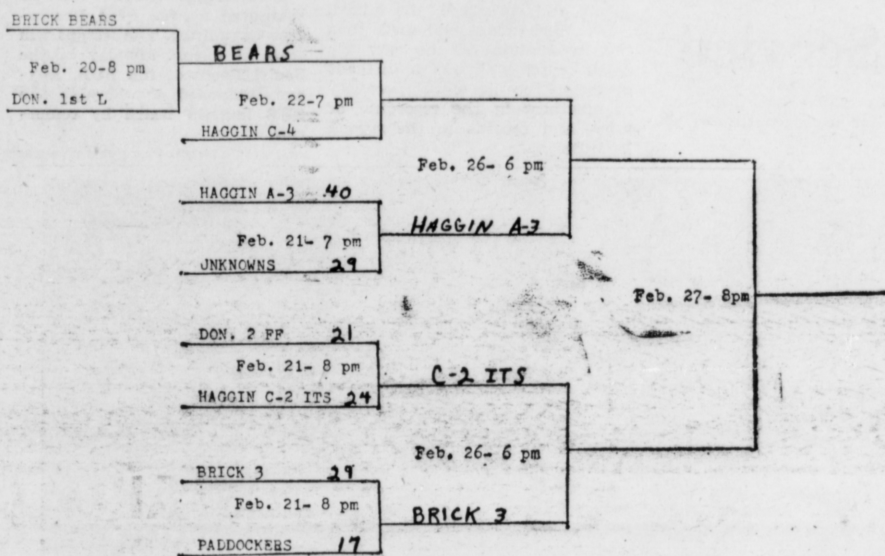 BRICK BEARS
Feb. 20-8 pm
DON. 1st L
BEARS
Feb. 22-7 pm
HAGGIN C-4
HAGGIN A-3 40
Feb. 21- 7 pm
UNKNOWNS 29
Feb. 26- 6 pm
HAGGIN A-3
Feb. 27- 8pm
DON. 2 FF 21
Feb. 21- 8 pm
HAGGIN C-2 ITS 24
C-2 ITS
Feb. 26- 6 pm
BRICK 3 29
Feb. 21- 8 pm
PADDOCKERS 17
BRICK 3